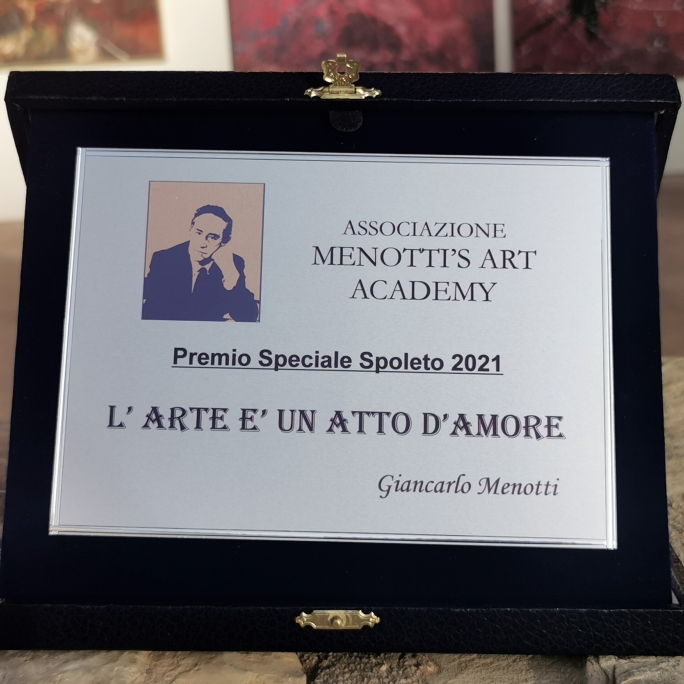 ASSOCIAZIONE
MENOTTI'S ART
ACADEMY
Premio Speciale Spoleto 2021
L' ARTE E' UN ATTO D'AMORE
Giancarlo Menotti